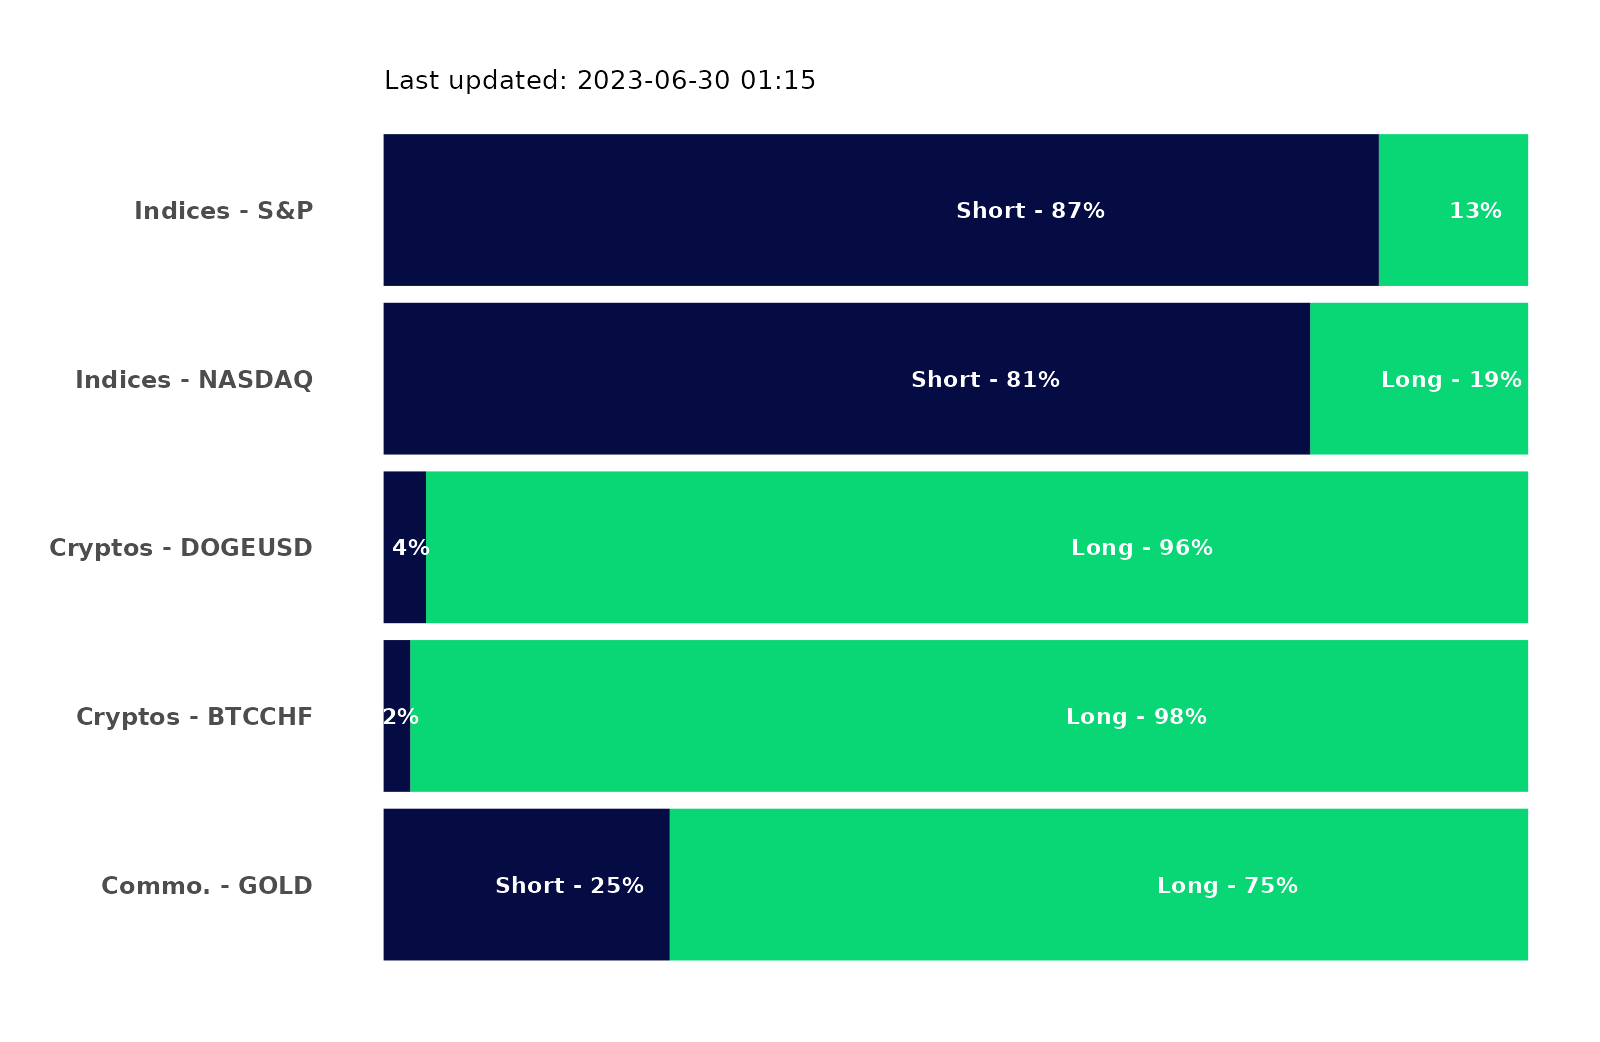 Last updated: 2023-06-30 01:15
Indices - S&P Short - 87% 13%
Indices - NASDAQ Short - 81% Long - 19%
Cryptos - DOGEUSD 4% Long - 96%
Cryptos - BTCCHF 2% Long - 98%
Commo. - GOLD Short - 25% Long - 75%